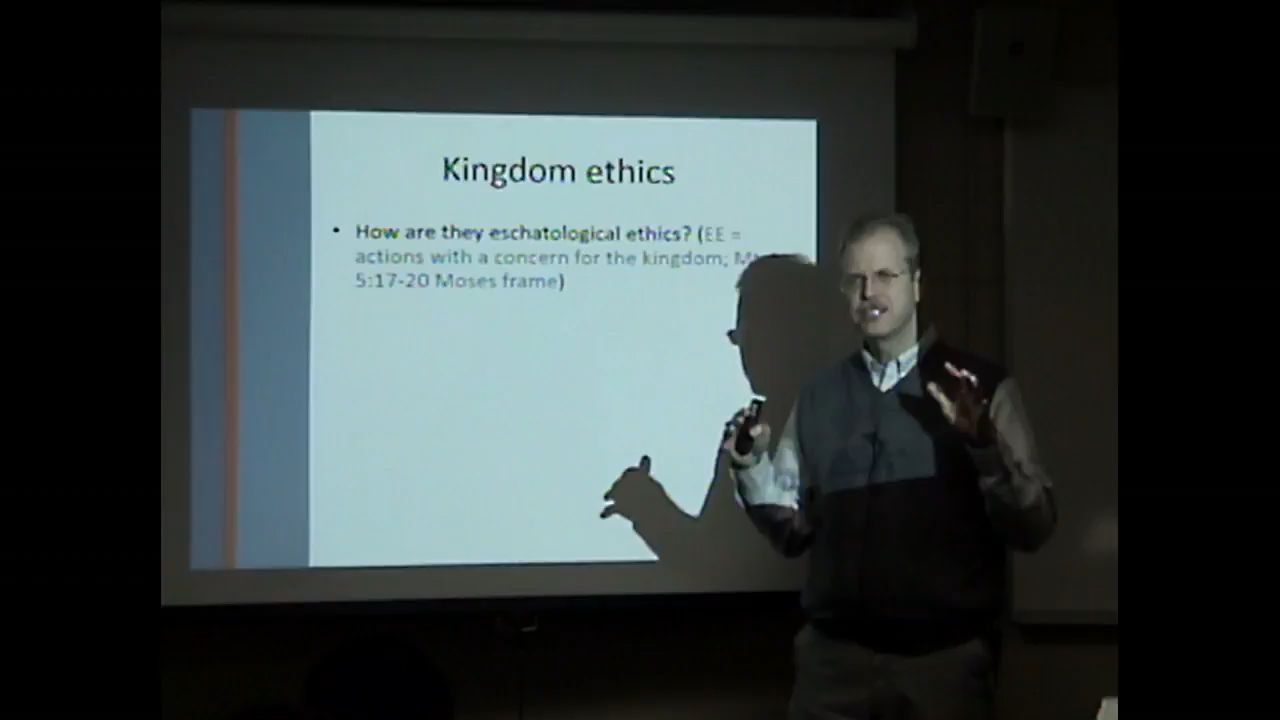 Kingdom ethics
• How are they eschatological ethics? (EE =
actions with a concern for the kingdom; Mt
5:17-20 Moses frame)